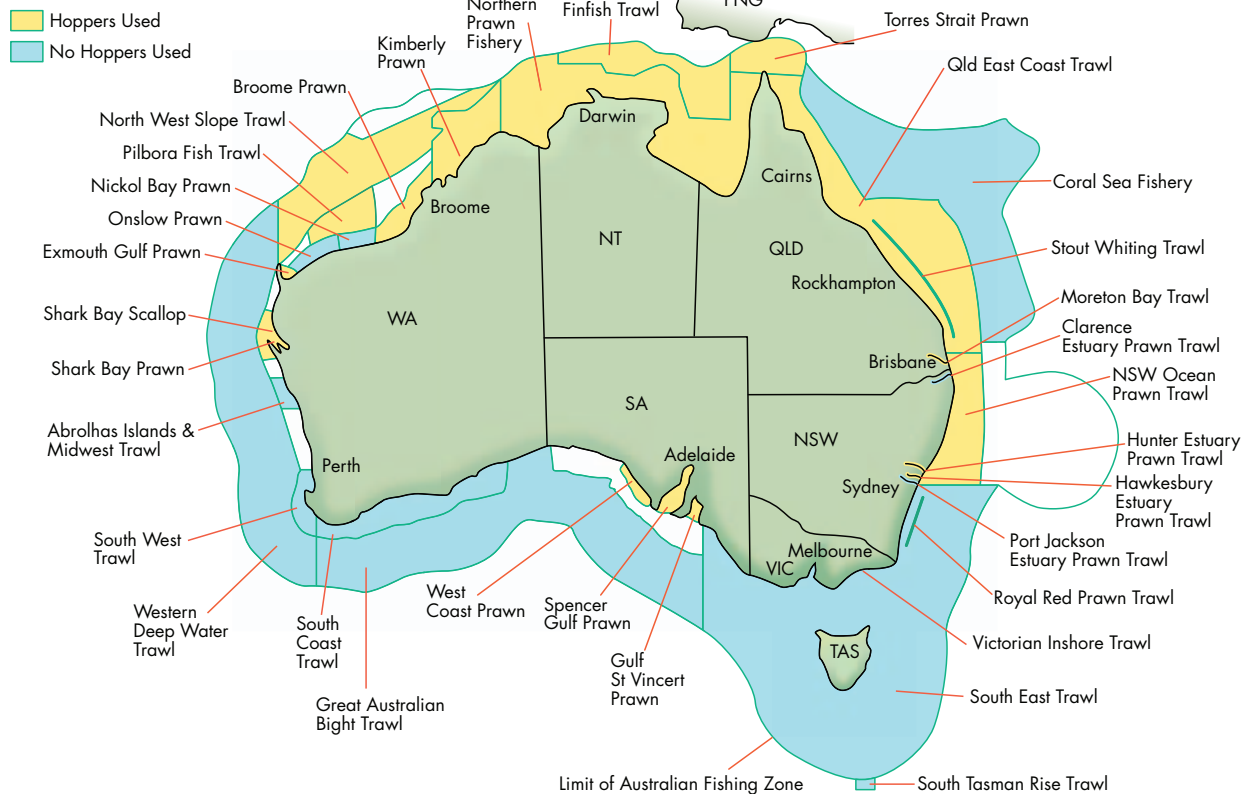 Hoppers Used
No Hoppers Used
Northern
Prawn
Fishery
Finfish Trawl
PNG
Torres Strait Prawn
Kimberly
Prawn
Qld East Coast Trawl
Broome Prawn
North West Slope Trawl
Pilbora Fish Trawl
Nickol Bay Prawn
Onslow Prawn
Exmouth Gulf Prawn
Shark Bay Scallop
Shark Bay Prawn
Abrolhas Islands &
Midwest Trawl
South West
Trawl
Western
Deep Water
Trawl
South
Coast
Trawl
Great Australian
Bight Trawl
West
Coast Prawn
Spencer
Gulf Prawn
Gulf
St Vincert
Prawn
Limit of Australian Fishing Zone
South Tasman Rise Trawl
South East Trawl
Victorian Inshore Trawl
Royal Red Prawn Trawl
Port Jackson
Estuary Prawn Trawl
Hawkesbury
Estuary
Prawn Trawl
Hunter Estuary
Prawn Trawl
NSW Ocean
Prawn Trawl
Clarence
Estuary Prawn Trawl
Moreton Bay Trawl
Stout Whiting Trawl
Coral Sea Fishery
Darwin
Cairns
Broome
NT
QLD
Rockhampton
WA
Brisbane
SA
NSW
Adelaide
Perth
Sydney
Melbourne
VIC
TAS